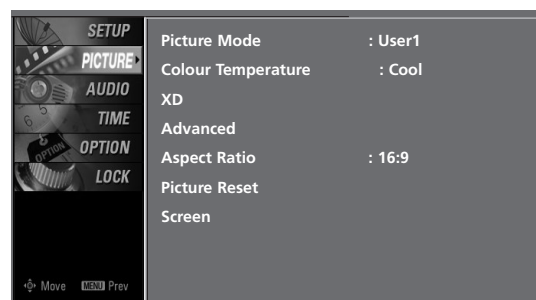 SETUP
PICTURE
AUDIO
TIME
OPTION
LOCK
Move MENU Prev
Picture Mode : User1
Colour Temperature : Cool
XD
Advanced
Aspect Ratio : 16:9
Picture Reset
Screen